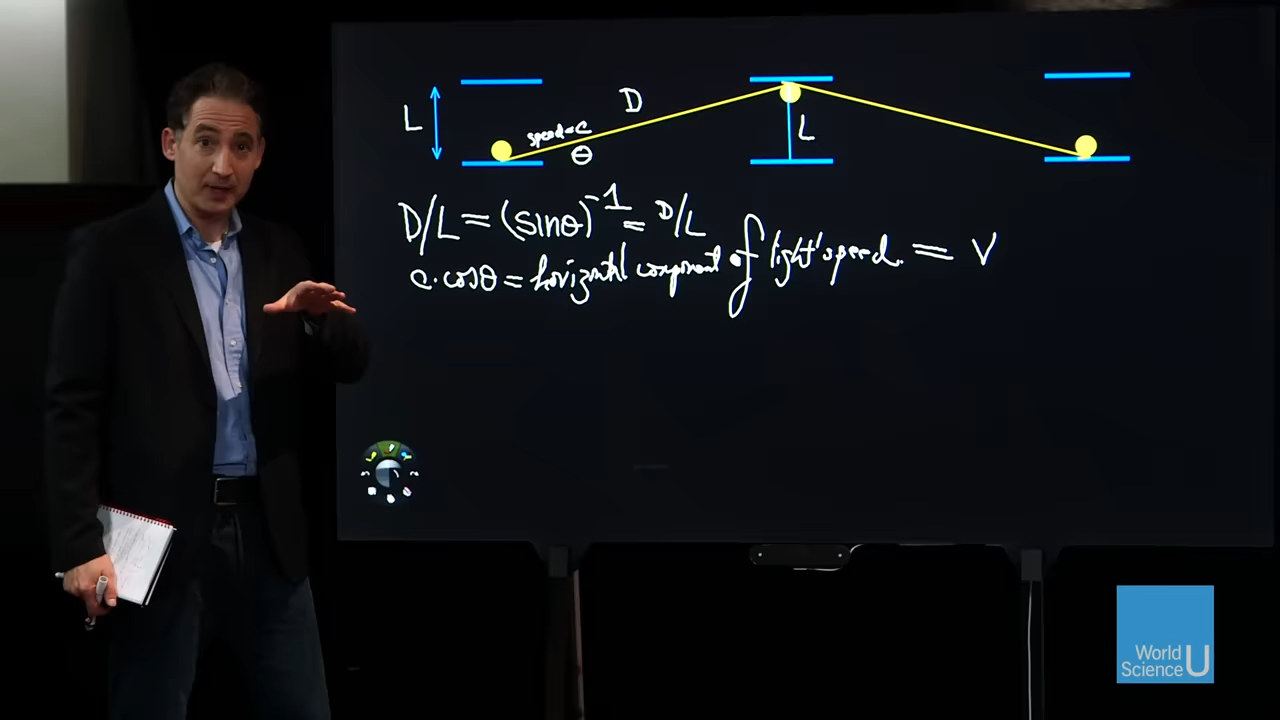 L
D
speed=c
θ
L
D/L = (sinθ)⁻¹ = D/L
c·cosθ = horizontal component of light's speed. = V
World
Science U